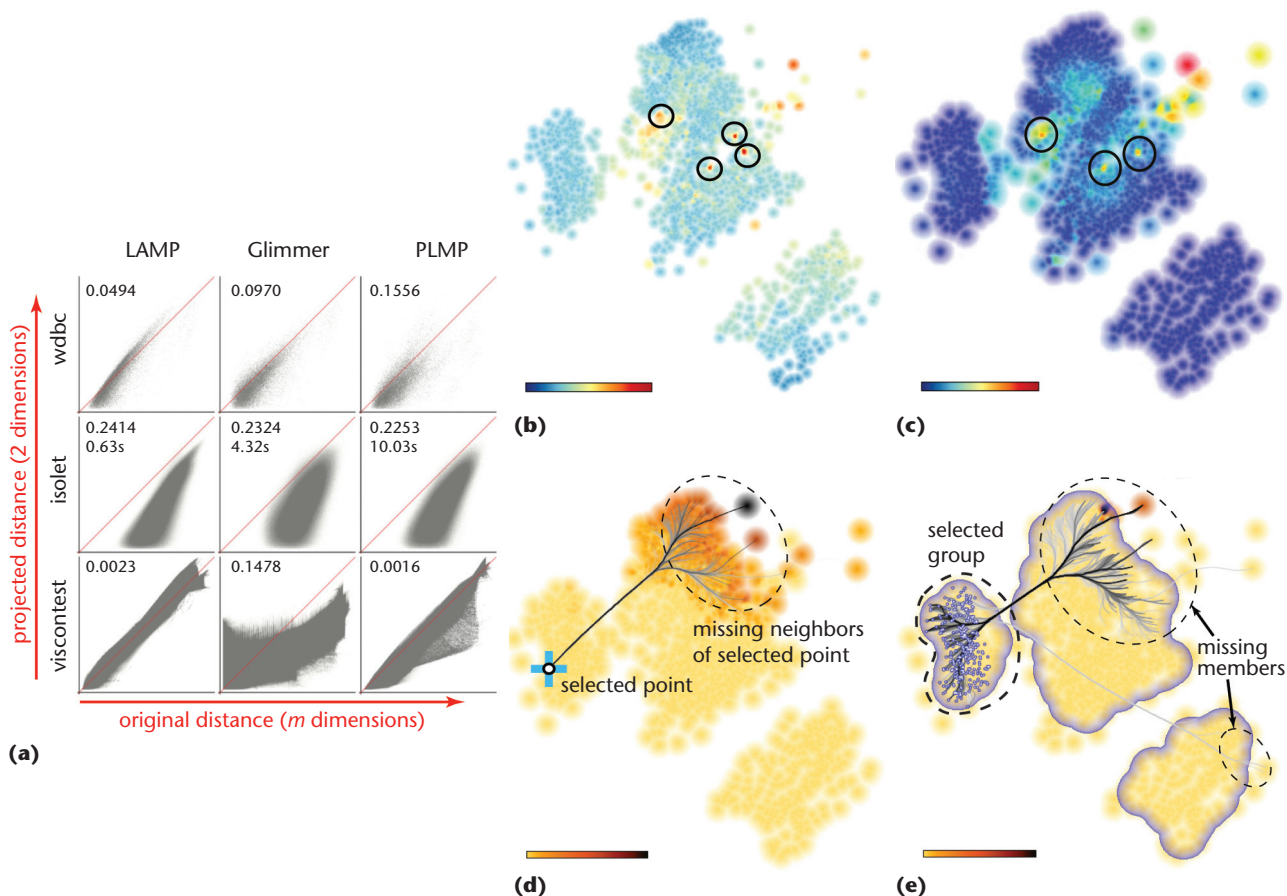 LAMP
Glimmer
PLMP
projected distance (2 dimensions)
wdbc
0.0494
0.0970
0.1556
isolet
0.2414
0.63s
0.2324
4.32s
0.2253
10.03s
viscontest
0.0023
0.1478
0.0016
original distance (m dimensions)
(a)
(b)
(c)
missing neighbors
of selected point
selected point
(d)
selected
group
missing
members
(e)